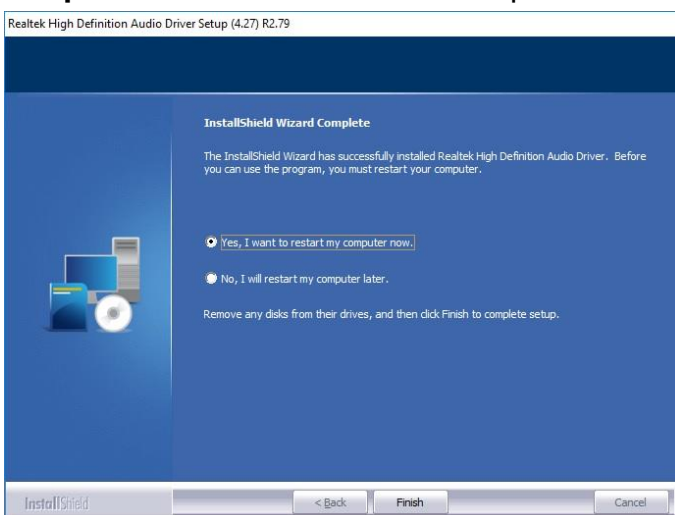 Realtek High Definition Audio Driver Setup (4.27) R2.79
InstallShield Wizard Complete
The InstallShield Wizard has successfully installed Realtek High Definition Audio Driver. Before
you can use the program, you must restart your computer.
Yes, I want to restart my computer now.
No, I will restart my computer later.
Remove any disks from their drives, and then click Finish to complete setup.
InstallShield
< Back
Finish
Cancel